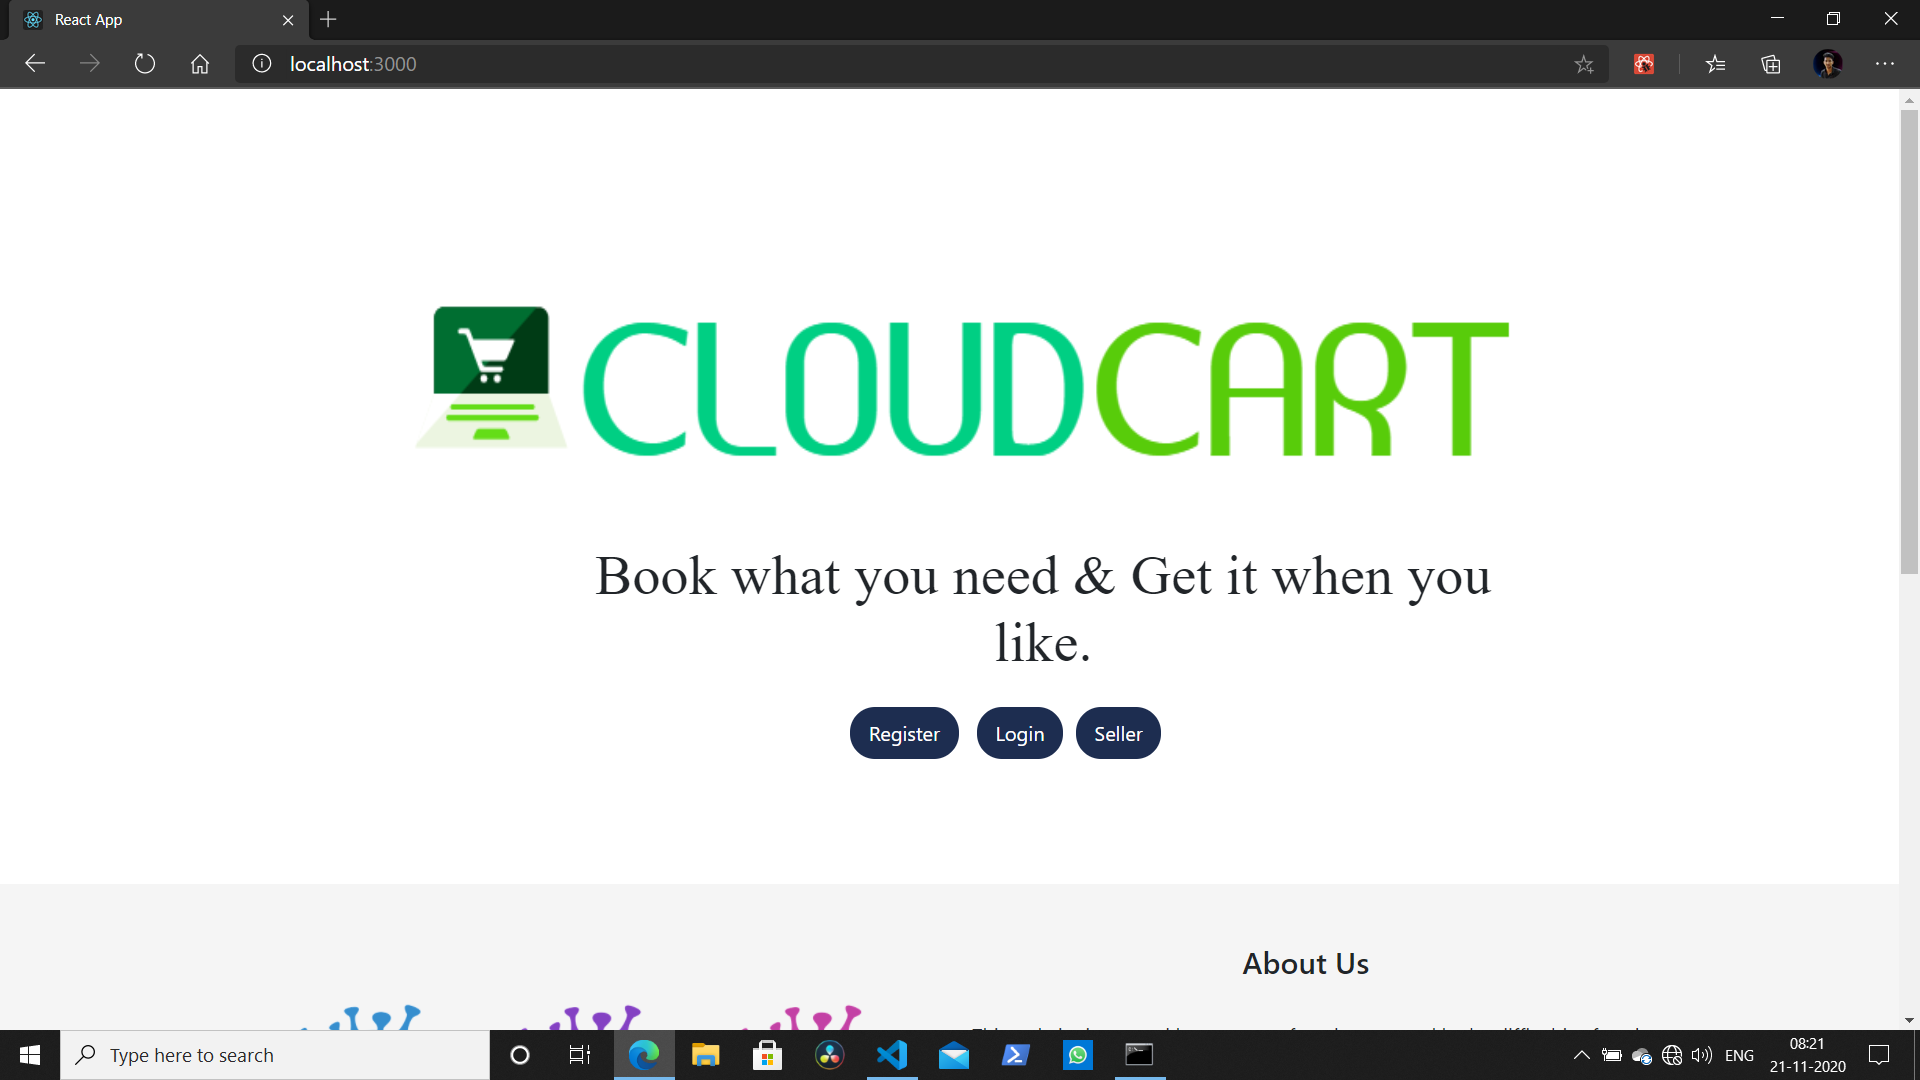 React App
localhost:3000
CLOUDCART
Book what you need & Get it when you
like.
Register Login Seller
About Us
Type here to search
ENG
08:21
21-11-2020